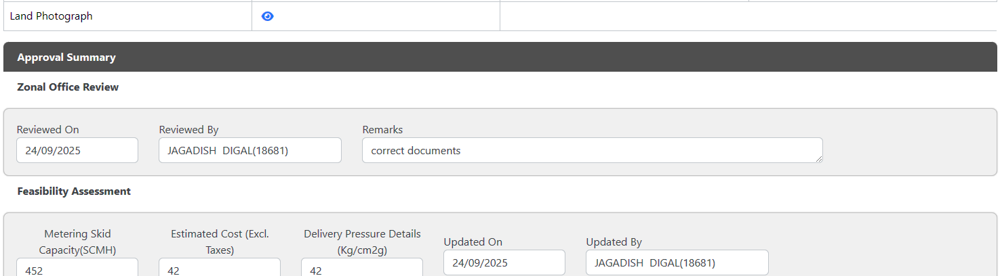 Land Photograph
Approval Summary
Zonal Office Review
Reviewed On
Reviewed By
Remarks
24/09/2025
JAGADISH  DIGAL(18681)
correct documents
Feasibility Assessment
Metering Skid
Capacity(SCMH)
Estimated Cost (Excl.
Taxes)
Delivery Pressure Details
(Kg/cm2g)
Updated On
Updated By
452
42
42
24/09/2025
JAGADISH  DIGAL(18681)